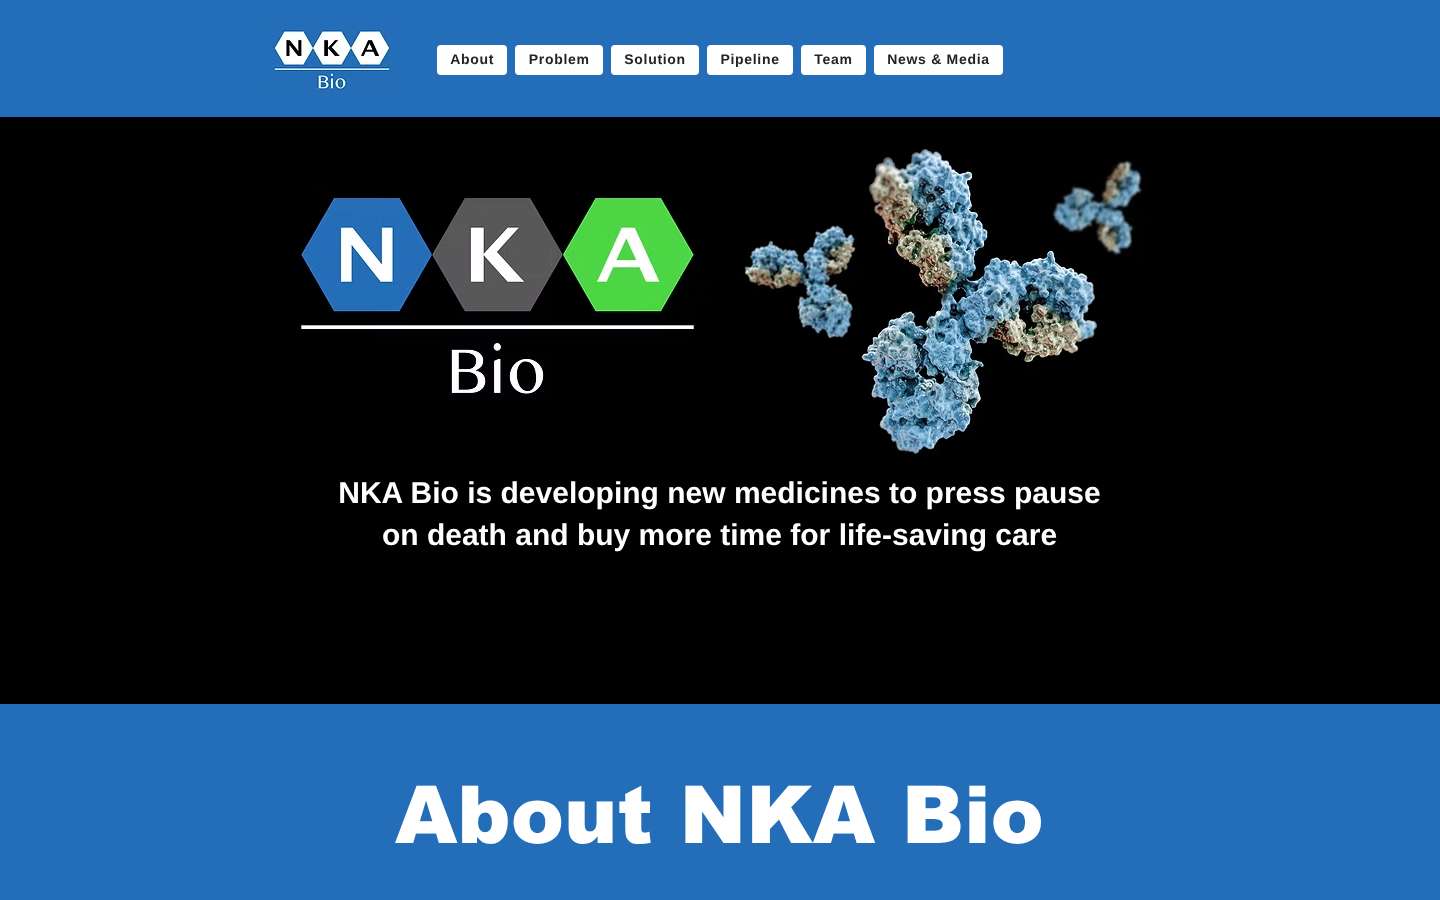 N K A
Bio
About
Problem
Solution
Pipeline
Team
News & Media
N K A
Bio
NKA Bio is developing new medicines to press pause
on death and buy more time for life-saving care
About NKA Bio